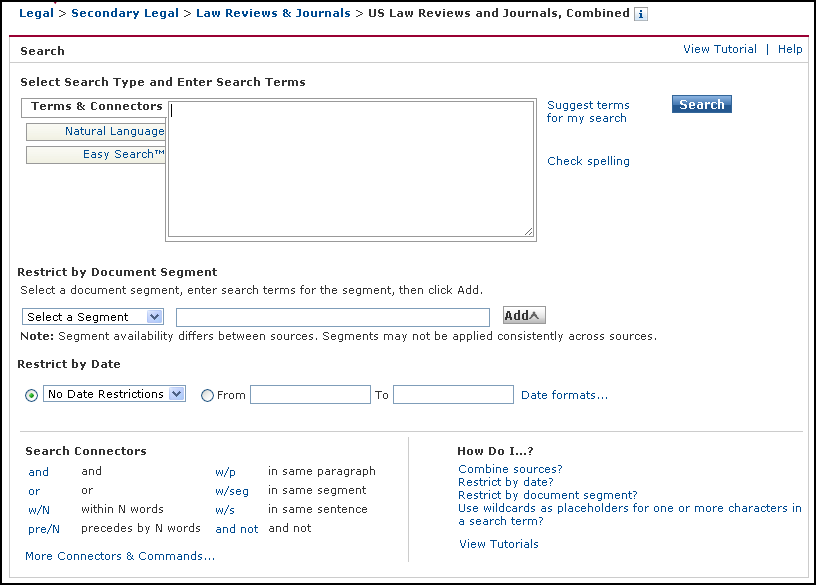 Legal > Secondary Legal > Law Reviews & Journals > US Law Reviews and Journals, Combined i
Search
View Tutorial | Help
Select Search Type and Enter Search Terms
Terms & Connectors
Natural Language
Easy Search™
Suggest terms
for my search
Check spelling
Search
Restrict by Document Segment
Select a document segment, enter search terms for the segment, then click Add.
Select a Segment
Add
Note: Segment availability differs between sources. Segments may not be applied consistently across sources.
Restrict by Date
No Date Restrictions From To Date formats...
Search Connectors
and and w/p in same paragraph
or or w/seg in same segment
w/N within N words w/s in same sentence
pre/N precedes by N words and not and not
More Connectors & Commands...
How Do I...?
Combine sources?
Restrict by date?
Restrict by document segment?
Use wildcards as placeholders for one or more characters in
a search term?
View Tutorials